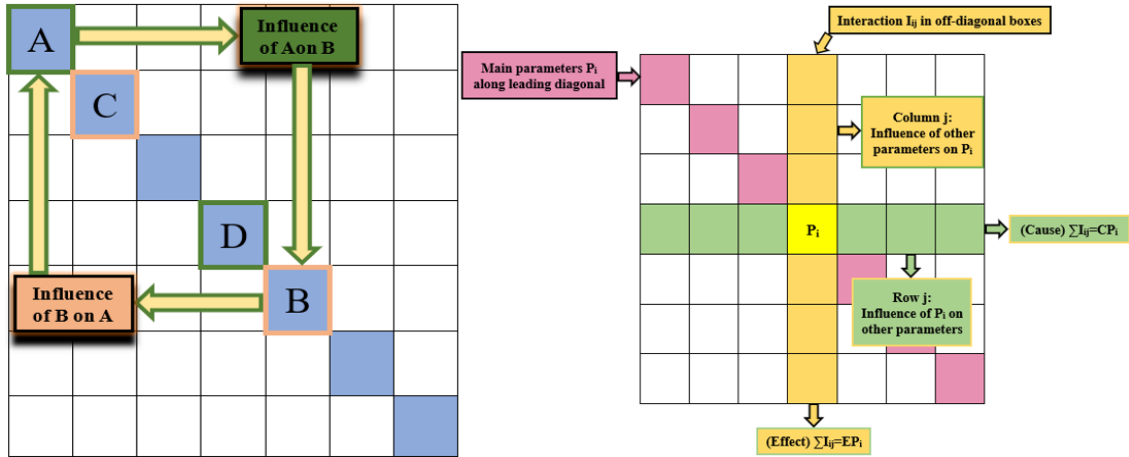 A
Influence
of Aon B
C
D
B
Influence
of B on A
Interaction Iij in off-diagonal boxes
Main parameters Pi
along leading diagonal
Column j:
Influence of other
parameters on Pi
Pi
(Cause) ∑Iij=CPi
Row j:
Influence of Pi on
other parameters
(Effect) ∑Iij=EPi